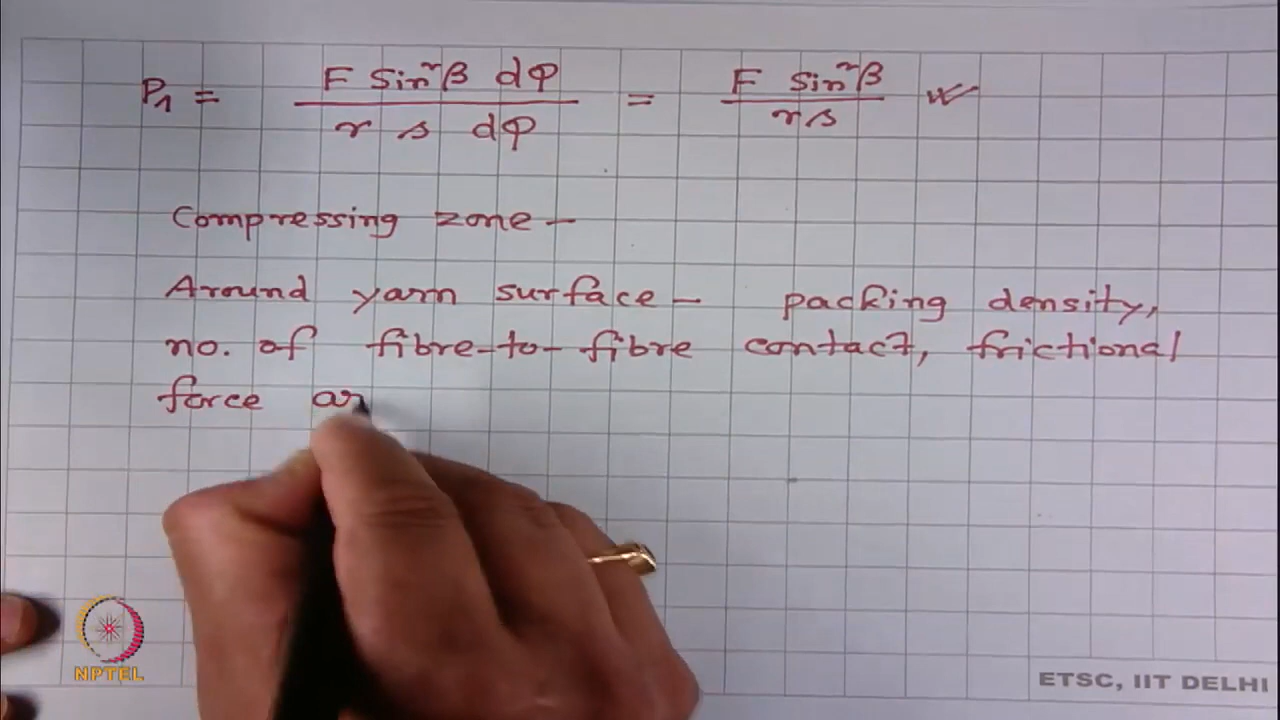 P₁ = F Sin²β dφ / r s dφ = F Sin²β / r s
Compressing zone –
Around yarn surface – packing density,
no. of fibre-to-fibre contact, frictional
force ar
NPTEL
ETSC, IIT DELHI